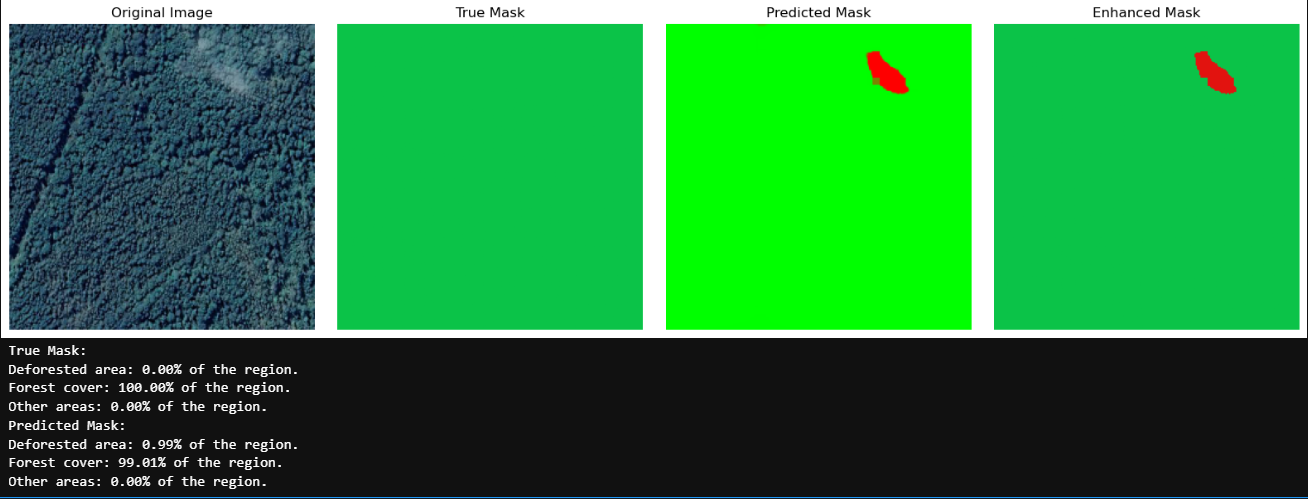 Original Image
True Mask
Predicted Mask
Enhanced Mask
True Mask:
Deforested area: 0.00% of the region.
Forest cover: 100.00% of the region.
Other areas: 0.00% of the region.
Predicted Mask:
Deforested area: 0.99% of the region.
Forest cover: 99.01% of the region.
Other areas: 0.00% of the region.